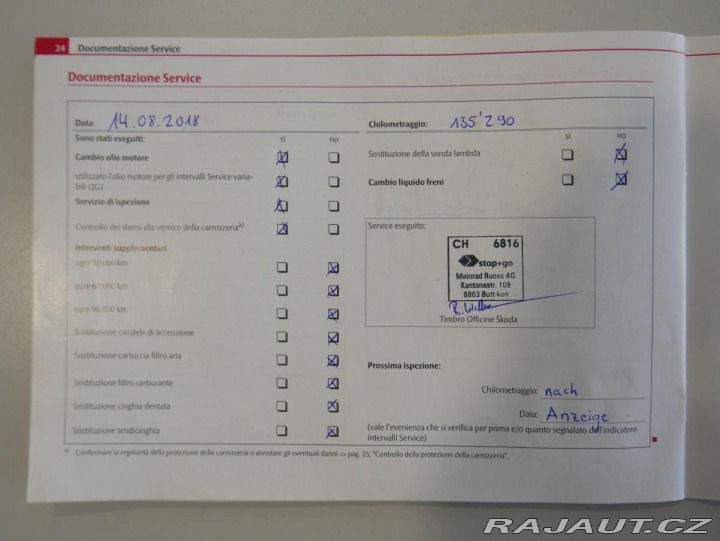 24 Documentazione Service
Documentazione Service
Data: 14.08.2018
Chilometraggio: 135'290
Sono stati eseguiti: sì no
Cambio olio motore
utilizzato l'olio motore per gli intervalli Service varia-
bili QG1
Servizio di ispezione
Controllo dei danni alla vernice della carrozzeria a)
Interventi supplementari
ogni 30.000 km
ogni 60.000 km
ogni 90.000 km
Sostituzione candele di accensione
Sostituzione cartuccia filtro aria
Sostituzione filtro carburante
Sostituzione cinghia dentata
Sostituzione tendicinghia
sì no
Sostituzione della sonda lambda
Cambio liquido freni
Service eseguito:
CH 6816
stop+go
Meinrad Ruoss AG
Kantonsstr. 108
8863 Buttikon
R. Willer
Timbro Officine Škoda
Prossima ispezione:
Chilometraggio: nach
Data: Anzeige
(vale l'evenienza che si verifica per prima e/o quanto segnalato dall'indicatore
intervalli Service)
a) Confermare la regolarità della protezione della carrozzeria o annotare gli eventuali danni ⇒ pag. 25, "Controllo della protezione della carrozzeria".
RAJAUT.CZ